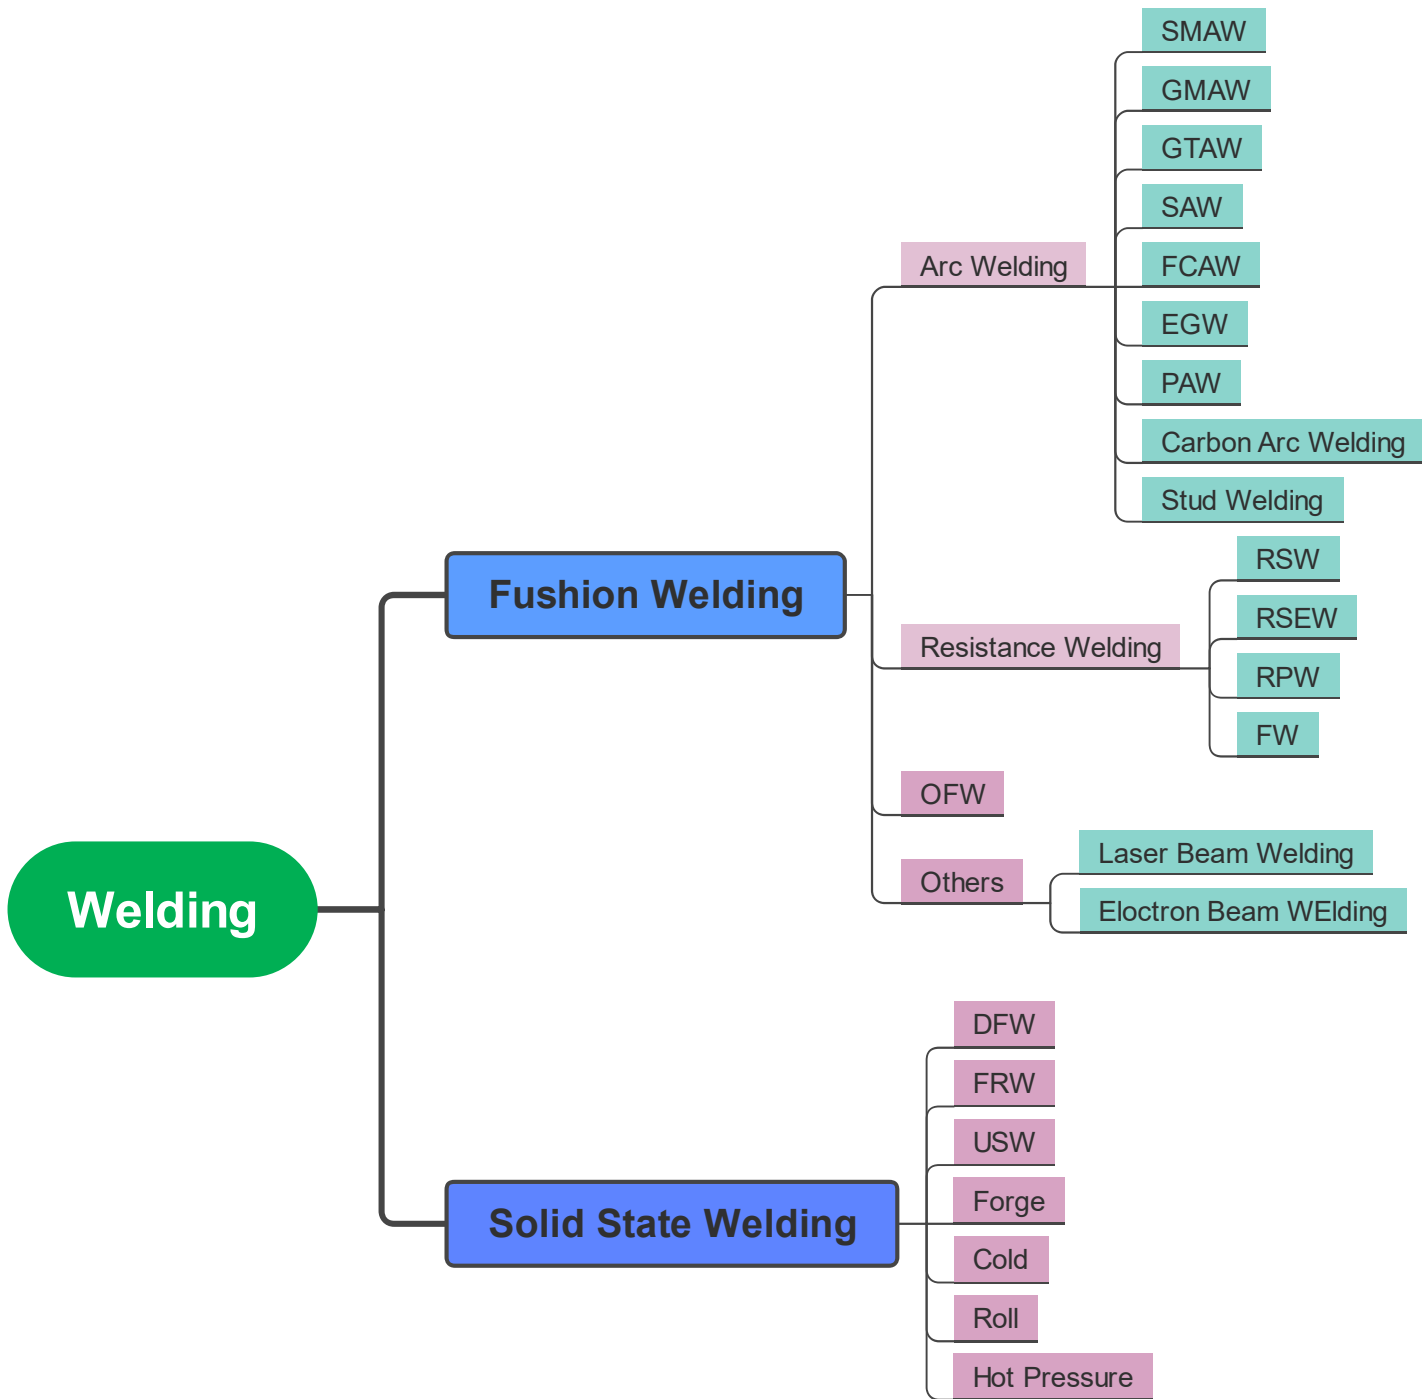 Welding
Fushion Welding
Arc Welding
SMAW
GMAW
GTAW
SAW
FCAW
EGW
PAW
Carbon Arc Welding
Stud Welding
Resistance Welding
RSW
RSEW
RPW
FW
OFW
Others
Laser Beam Welding
Eloctron Beam WElding
Solid State Welding
DFW
FRW
USW
Forge
Cold
Roll
Hot Pressure